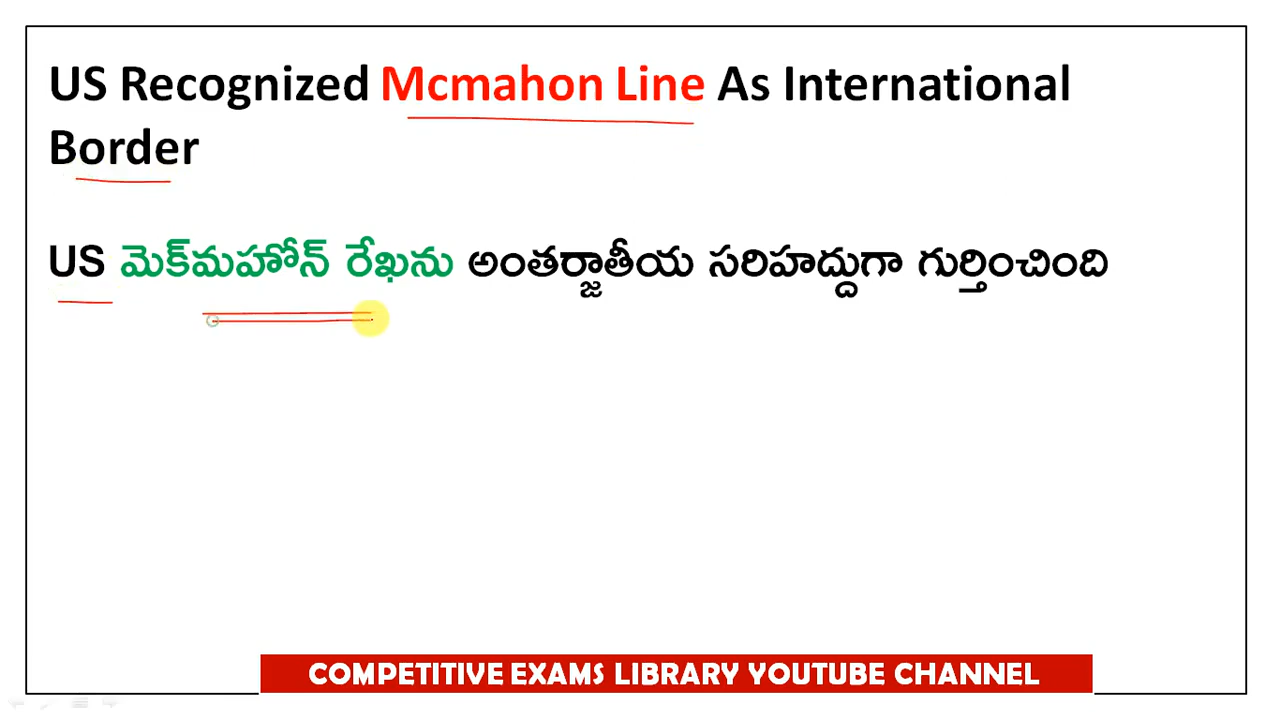 US Recognized Mcmahon Line As International
Border
US మెక్‌మహోన్ రేఖను అంతర్జాతీయ సరిహద్దుగా గుర్తించింది
COMPETITIVE EXAMS LIBRARY YOUTUBE CHANNEL